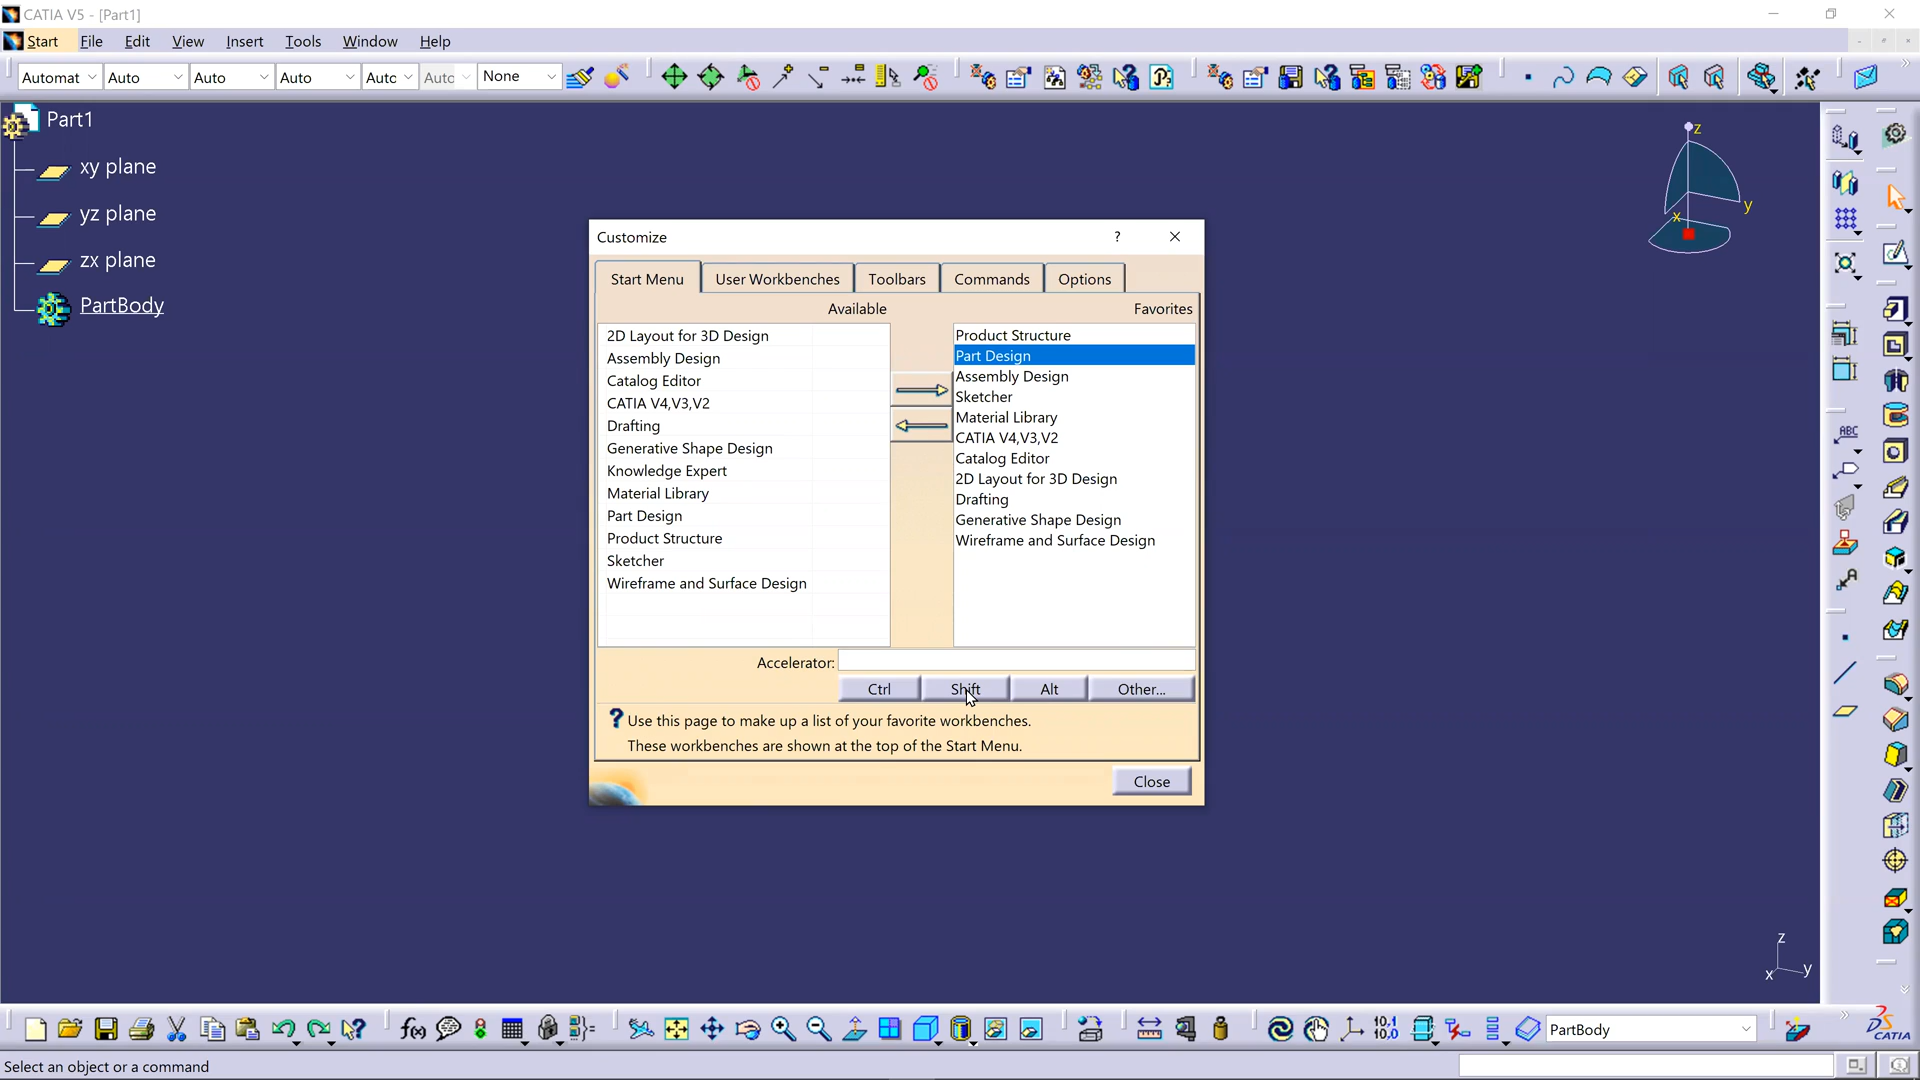 CATIA V5 - [Part1]
Start File Edit View Insert Tools Window Help
Automat Auto Auto Auto Autc Autc None
Part1
xy plane
yz plane
zx plane
PartBody
z
y
x
Customize ?
Start Menu User Workbenches Toolbars Commands Options
Available Favorites
2D Layout for 3D Design
Assembly Design
Catalog Editor
CATIA V4,V3,V2
Drafting
Generative Shape Design
Knowledge Expert
Material Library
Part Design
Product Structure
Sketcher
Wireframe and Surface Design
Product Structure
Part Design
Assembly Design
Sketcher
Material Library
CATIA V4,V3,V2
Catalog Editor
2D Layout for 3D Design
Drafting
Generative Shape Design
Wireframe and Surface Design
Accelerator:
Ctrl Shift Alt Other...
? Use this page to make up a list of your favorite workbenches.
These workbenches are shown at the top of the Start Menu.
Close
ABC
z
x y
f(x) 10,1 10,0 PartBody
CATIA
Select an object or a command